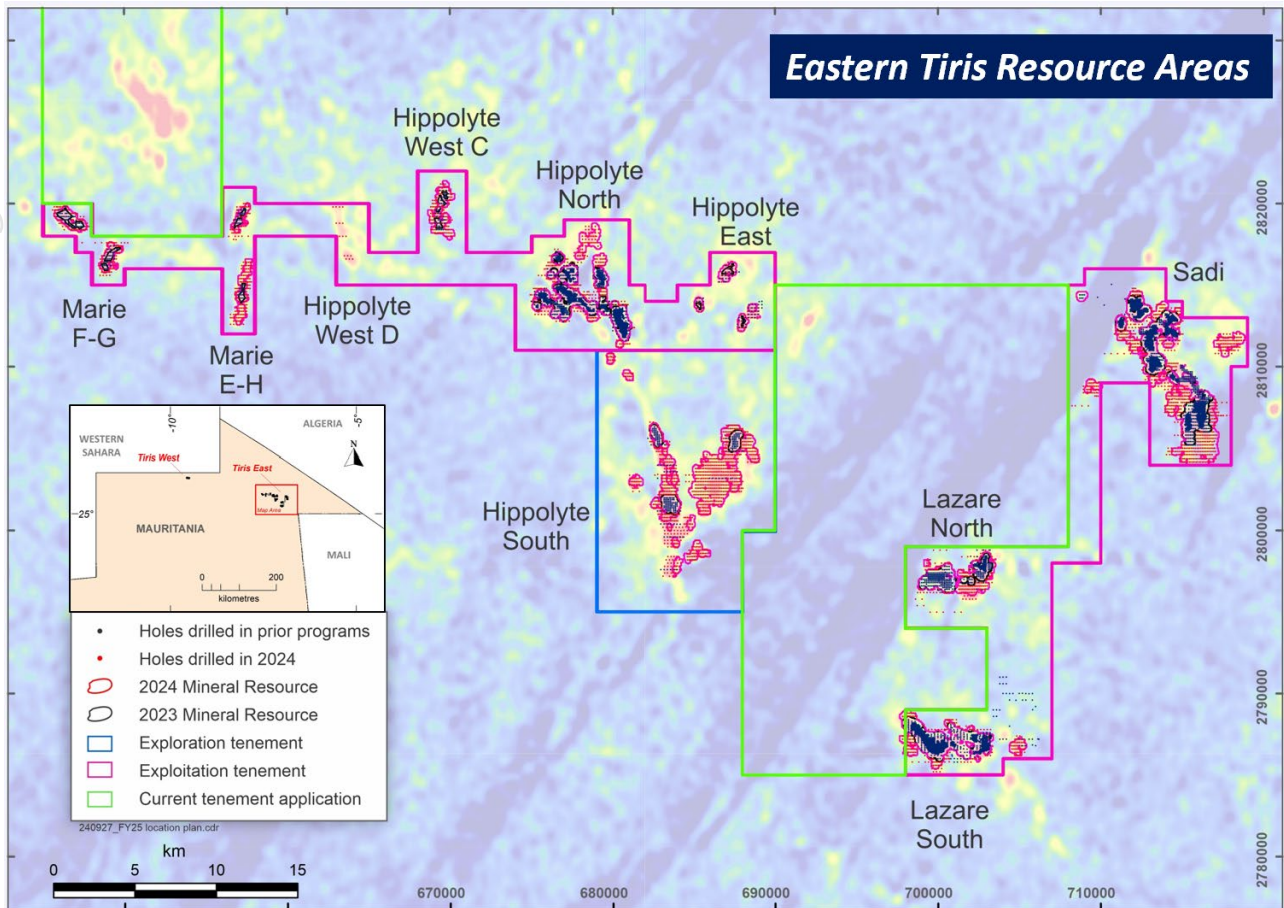 Eastern Tiris Resource Areas
Hippolyte
West C
Hippolyte
North
Hippolyte
East
Sadi
Marie
F-G
Marie
E-H
Hippolyte
West D
Hippolyte
South
Lazare
North
Lazare
South
2820000
2810000
2800000
2790000
2780000
-10°
-5°
WESTERN
SAHARA
ALGERIA
N
Tiris West
Tiris East
Map Area
25°
MAURITANIA
MALI
0 200
kilometres
Holes drilled in prior programs
Holes drilled in 2024
2024 Mineral Resource
2023 Mineral Resource
Exploration tenement
Exploitation tenement
Current tenement application
240927_FY25 location plan.cdr
km
0 5 10 15
670000 680000 690000 700000 710000